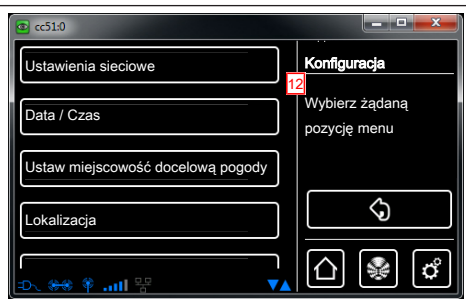 cc51:0
Ustawienia sieciowe
Data / Czas
Ustaw miejscowość docelową pogody
Lokalizacja
Konfiguracja
12
Wybierz żądaną
pozycję menu